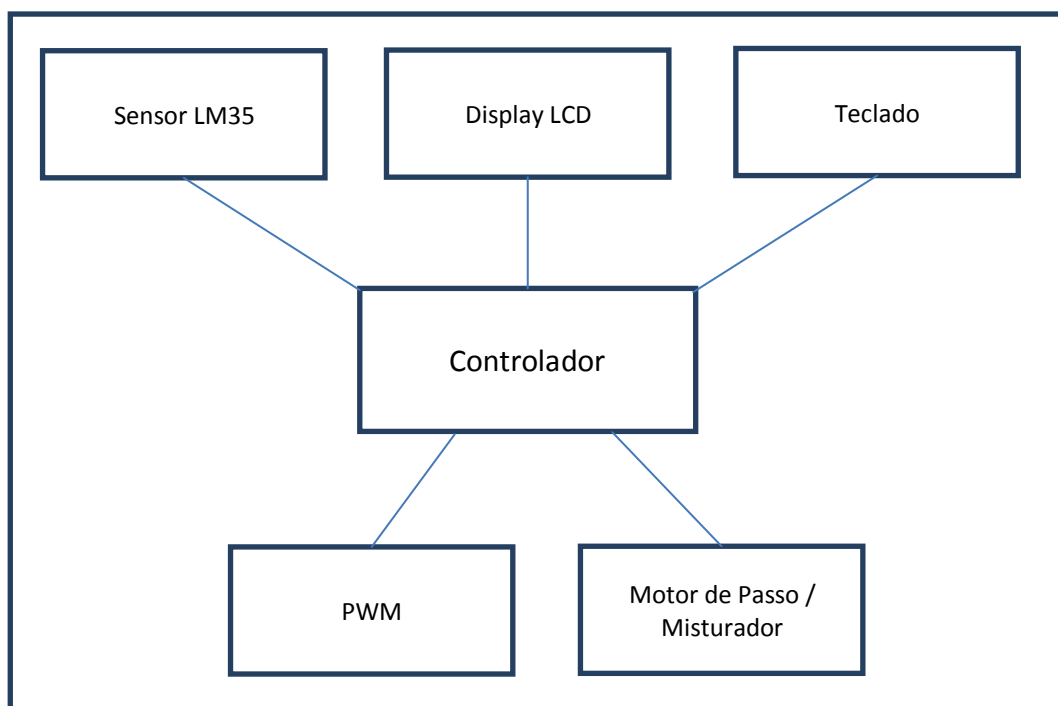 Sensor LM35
Display LCD
Teclado
Controlador
PWM
Motor de Passo /
Misturador